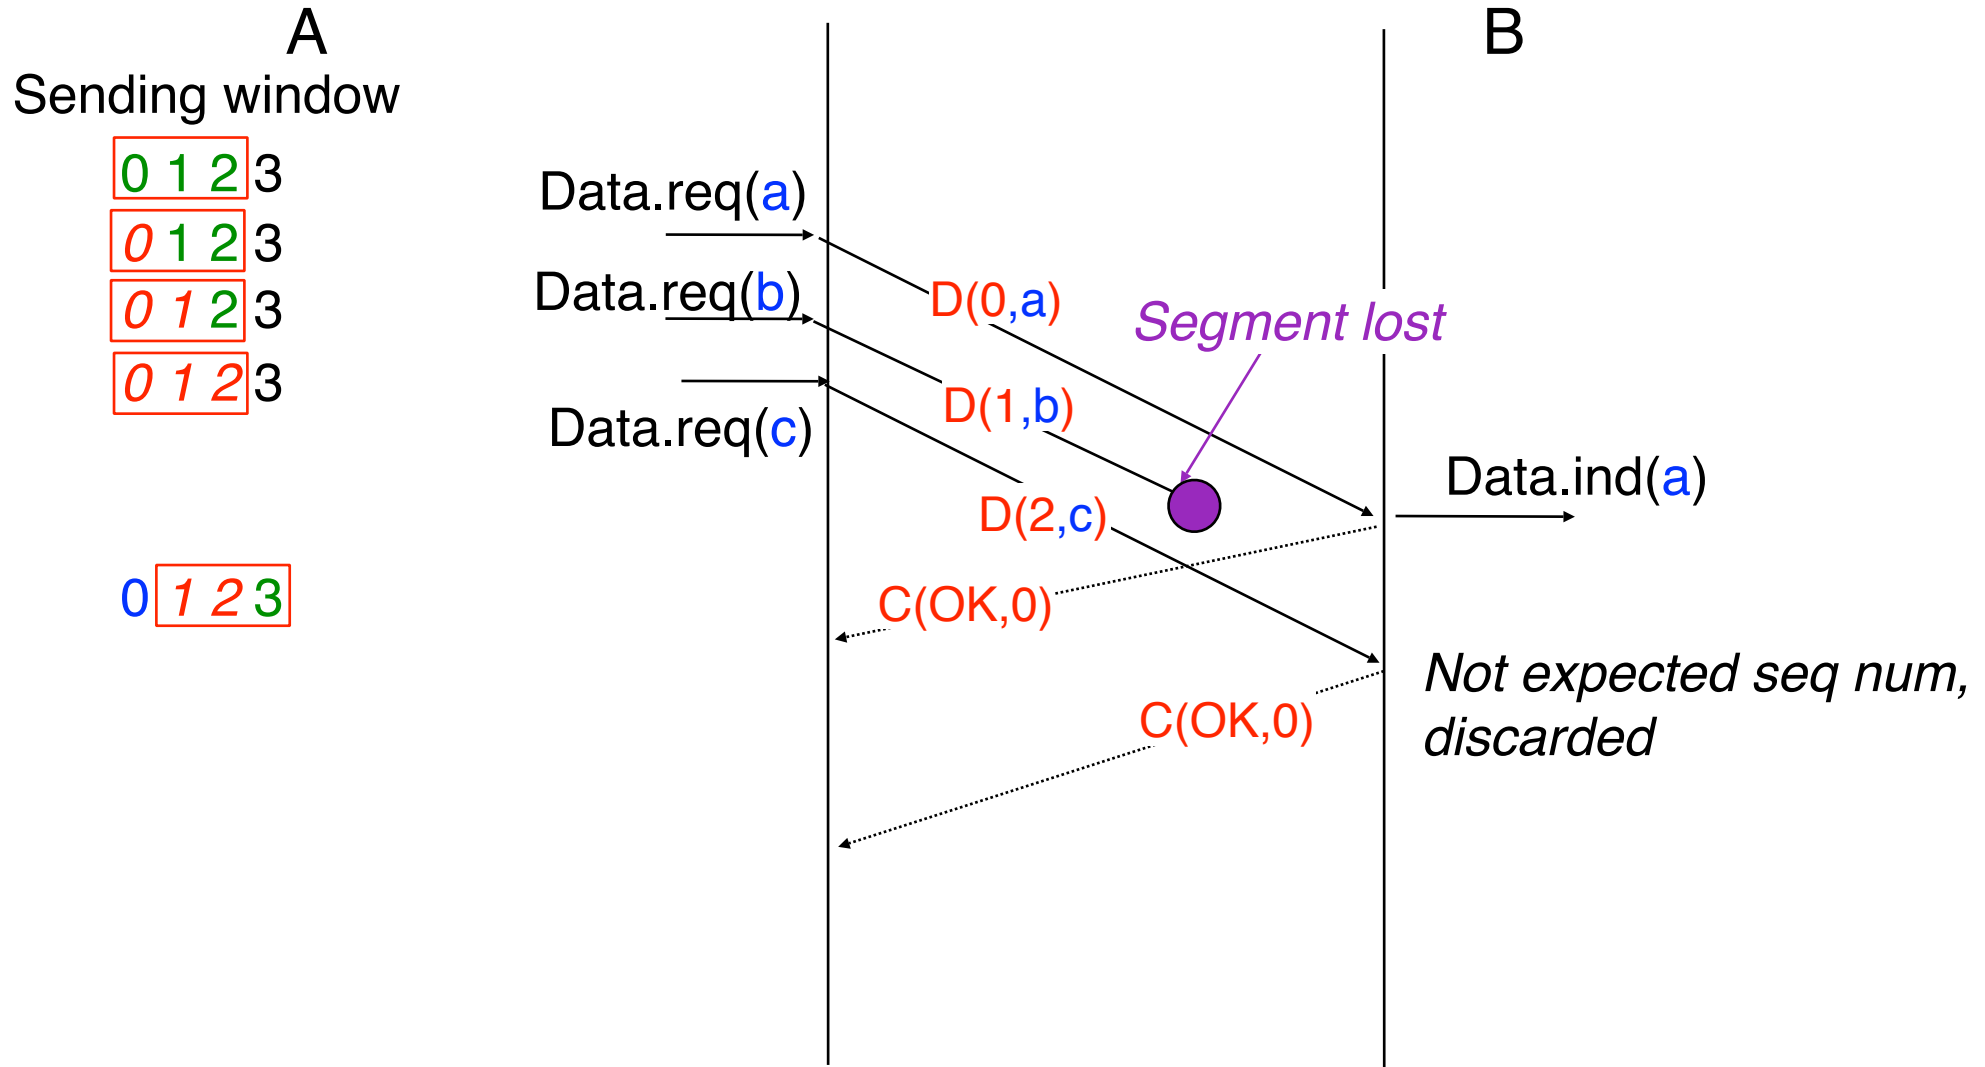 A
B
Sending window
0 1 2 3
Data.req(a)
0 1 2 3
Data.req(b)
0 1 2 3
D(0,a)
Segment lost
0 1 2 3
D(1,b)
Data.req(c)
Data.ind(a)
D(2,c)
0 1 2 3
C(OK,0)
Not expected seq num,
discarded
C(OK,0)